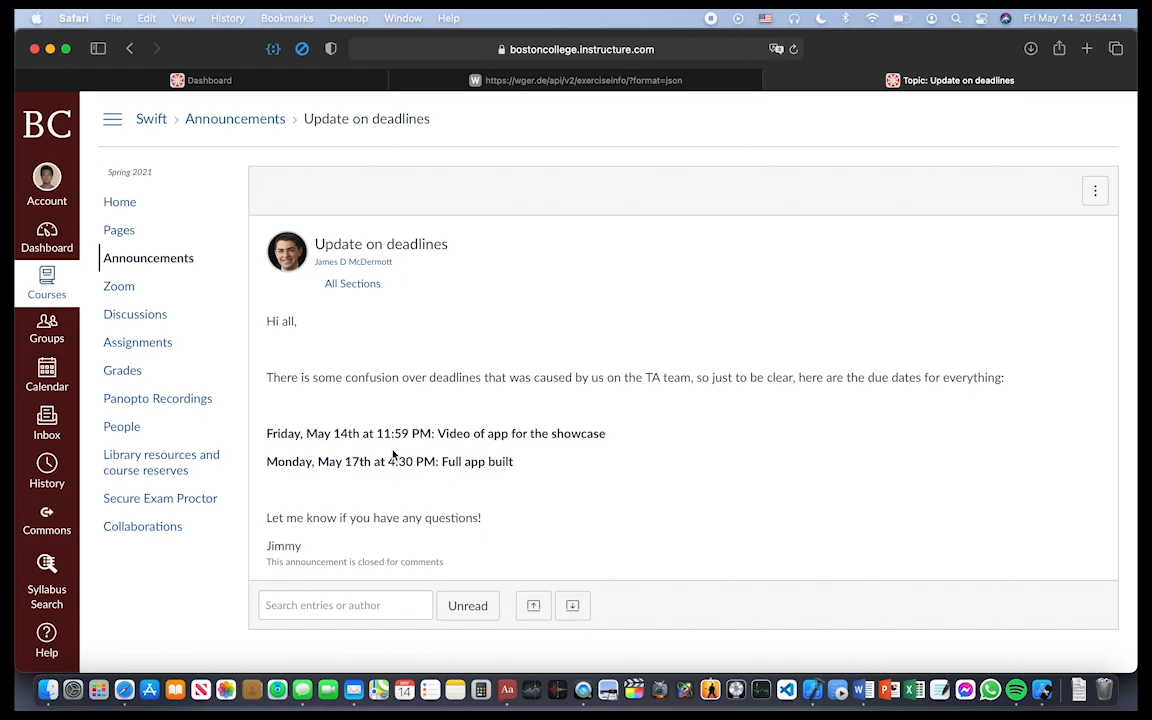 Safari File Edit View History Bookmarks Develop Window Help Fri May 14 20:54:41
bostoncollege.instructure.com
Dashboard
W https://wger.de/api/v2/exerciseinfo/?format=json
Topic: Update on deadlines
BC
Account
Dashboard
Courses
Groups
Calendar
Inbox
History
Commons
Syllabus
Search
Help
Swift > Announcements > Update on deadlines
Spring 2021
Home
Pages
Announcements
Zoom
Discussions
Assignments
Grades
Panopto Recordings
People
Library resources and
course reserves
Secure Exam Proctor
Collaborations
Update on deadlines
James D McDermott
All Sections
Hi all,
There is some confusion over deadlines that was caused by us on the TA team, so just to be clear, here are the due dates for everything:
Friday, May 14th at 11:59 PM: Video of app for the showcase
Monday, May 17th at 4:30 PM: Full app built
Let me know if you have any questions!
Jimmy
This announcement is closed for comments
Search entries or author
Unread
14
Aa